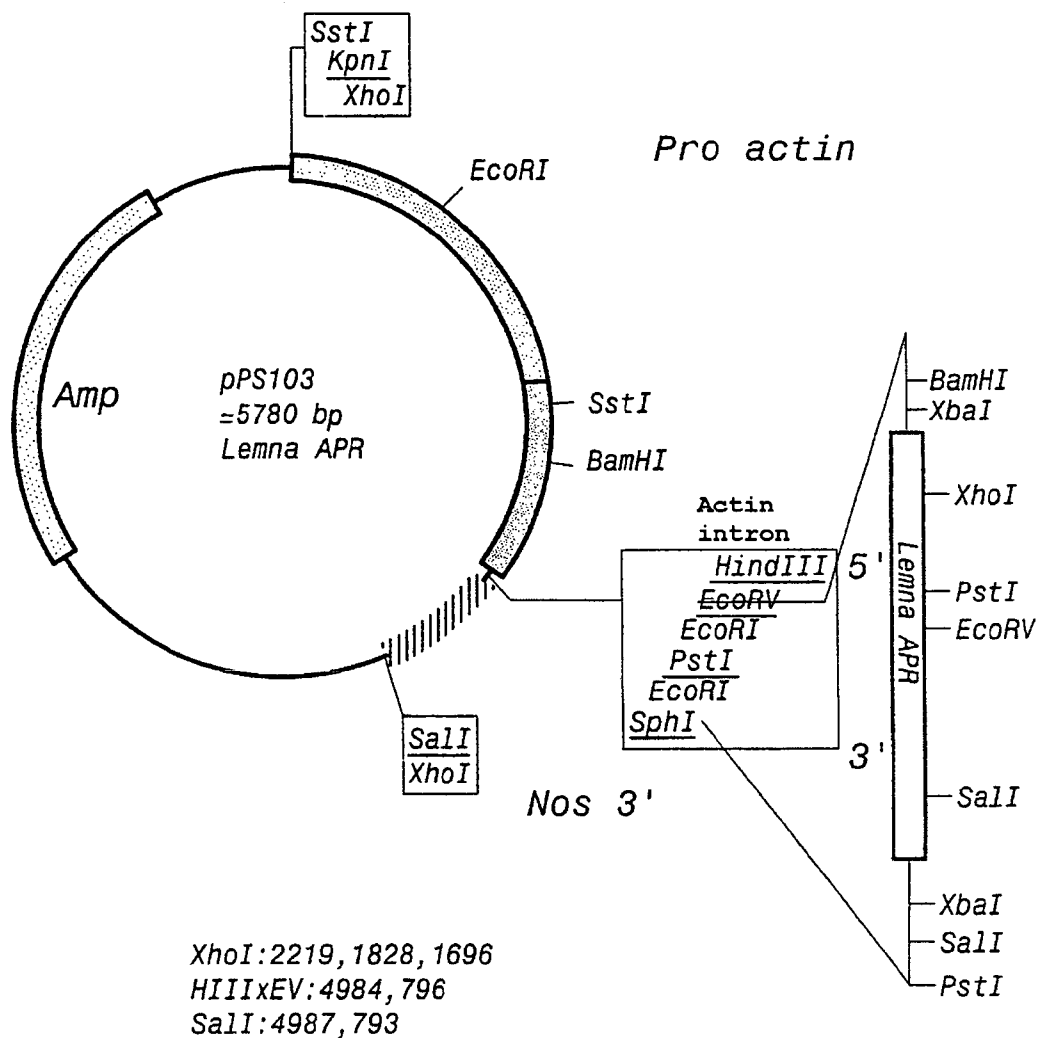 SstI
KpnI
XhoI
Pro actin
EcoRI
Amp
pPS103
≃5780 bp
Lemna APR
SstI
BamHI
BamHI
XbaI
XhoI
PstI
EcoRV
SalI
XbaI
SalI
PstI
Lemna APR
Actin
intron
HindIII
EcoRV
EcoRI
PstI
EcoRI
SphI
5'
3'
SalI
XhoI
Nos 3'
XhoI:2219,1828,1696
HIIIxEV:4984,796
SalI:4987,793